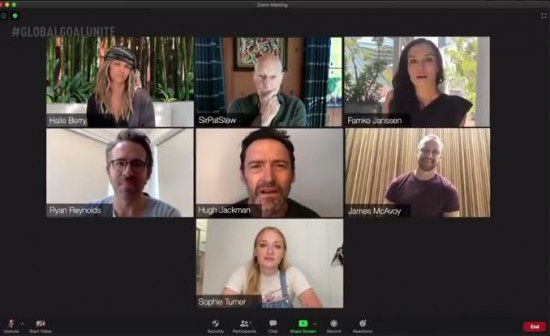 Zoom Meeting
#GLOBALGOALUNITE
Halle Berry
SirPatStew
Famke Janssen
Ryan Reynolds
Hugh Jackman
James McAvoy
Sophie Turner
Unmute
Start Video
Security
Participants
Chat
Share Screen
Record
Reactions